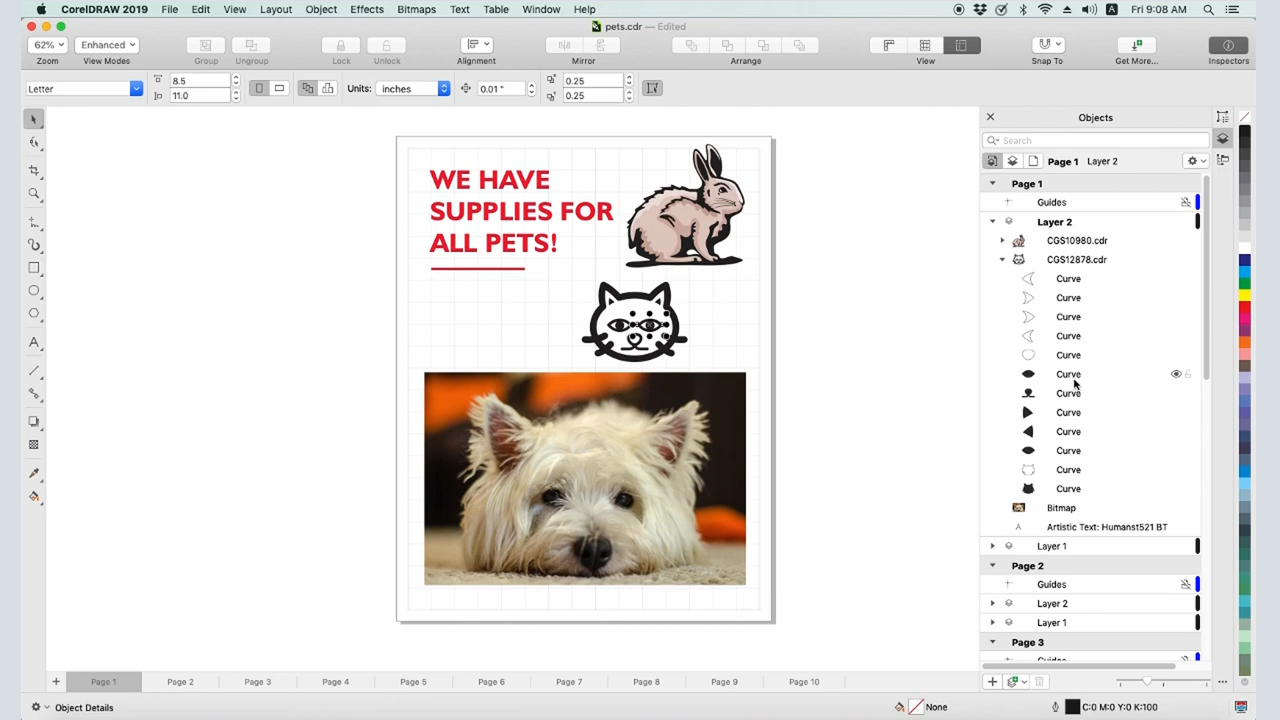 CorelDRAW 2019 File Edit View Layout Object Effects Bitmaps Text Table Window Help
A Fri 9:08 AM
pets.cdr — Edited
62% Enhanced
Zoom View Modes Group Ungroup Lock Unlock Alignment Mirror Arrange View Snap To Get More... Inspectors
Letter 8.5 11.0 Units: inches 0.01 " 0.25 0.25
Objects
Search
Page 1 Layer 2
WE HAVE
SUPPLIES FOR
ALL PETS!
Page 1
Guides
Layer 2
CGS10980.cdr
CGS12878.cdr
Curve
Curve
Curve
Curve
Curve
Curve
Curve
Curve
Curve
Curve
Curve
Curve
Bitmap
A Artistic Text: Humanst521 BT
Layer 1
Page 2
Guides
Layer 2
Layer 1
Page 3
Guides
Page 1 Page 2 Page 3 Page 4 Page 5 Page 6 Page 7 Page 8 Page 9 Page 10
Object Details None C:0 M:0 Y:0 K:100